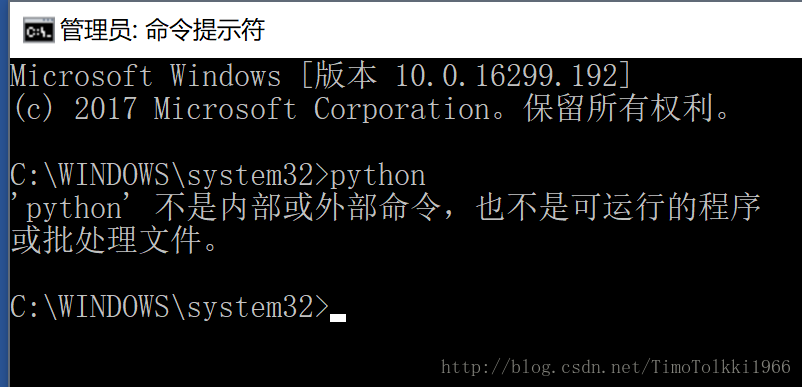 管理员: 命令提示符
Microsoft Windows [版本 10.0.16299.192]
(c) 2017 Microsoft Corporation。保留所有权利。
C:\WINDOWS\system32>python
'python' 不是内部或外部命令，也不是可运行的程序
或批处理文件。
C:\WINDOWS\system32>
http://blog.csdn.net/TimoTolkki1966